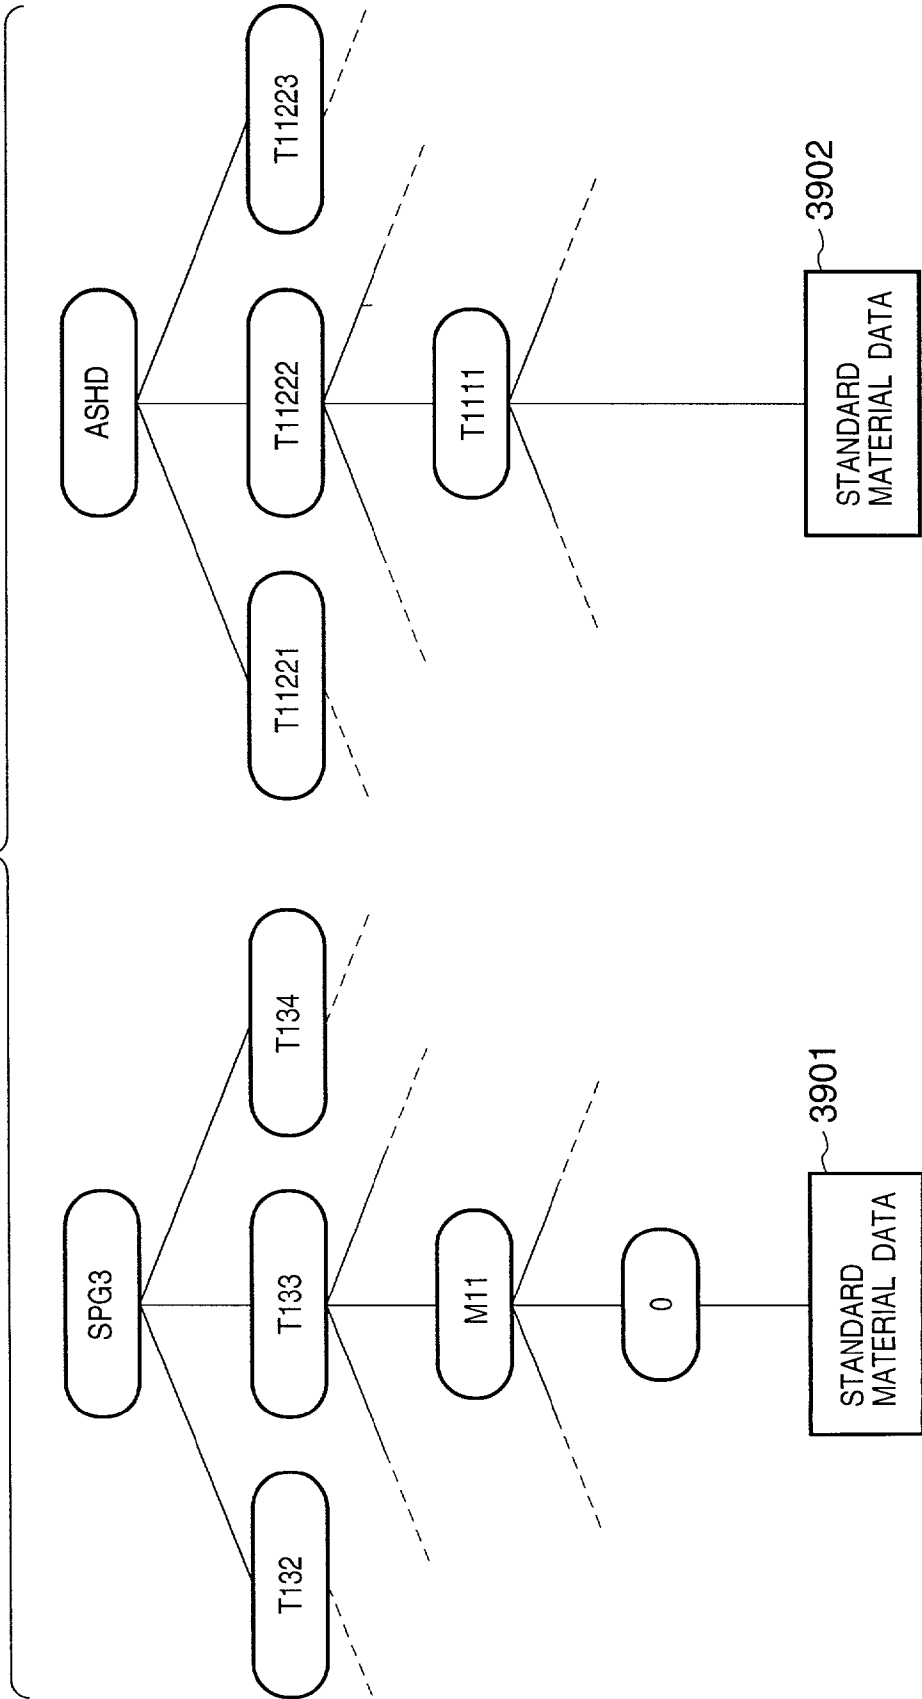 SPG3
T132
T133
T134
M11
0
STANDARD
MATERIAL DATA
3901
ASHD
T11221
T11222
T11223
T1111
STANDARD
MATERIAL DATA
3902